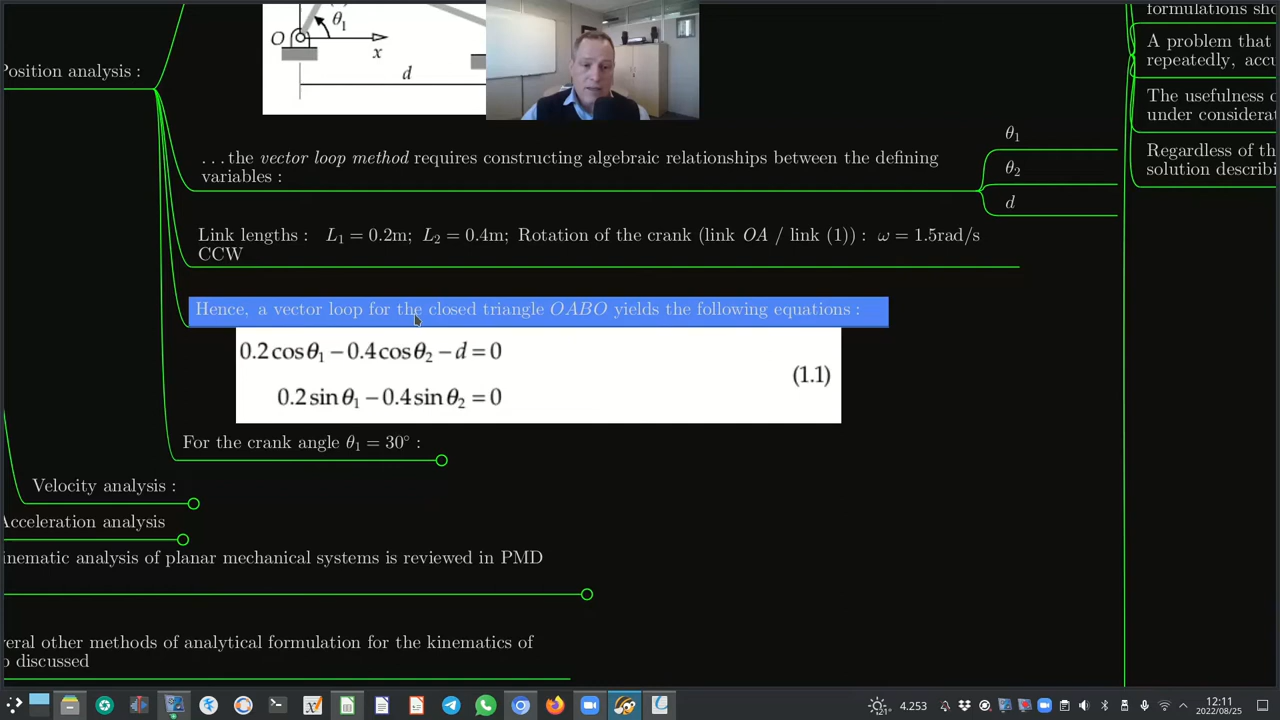 θ₁
O
x
d
Position analysis :
. . . the vector loop method requires constructing algebraic relationships between the defining
variables :
θ₁
θ₂
d
Link lengths : L₁ = 0.2m; L₂ = 0.4m; Rotation of the crank (link OA / link (1)) : ω = 1.5rad/s
CCW
Hence, a vector loop for the closed triangle OABO yields the following equations :
0.2 cos θ₁ − 0.4 cos θ₂ − d = 0
(1.1)
0.2 sin θ₁ − 0.4 sin θ₂ = 0
For the crank angle θ₁ = 30° :
Velocity analysis :
Acceleration analysis
inematic analysis of planar mechanical systems is reviewed in PMD
veral other methods of analytical formulation for the kinematics of
o discussed
formulations sho
A problem that
repeatedly, accu
The usefulness o
under considerat
Regardless of th
solution describi
21°
4.253
12:11
2022/08/25